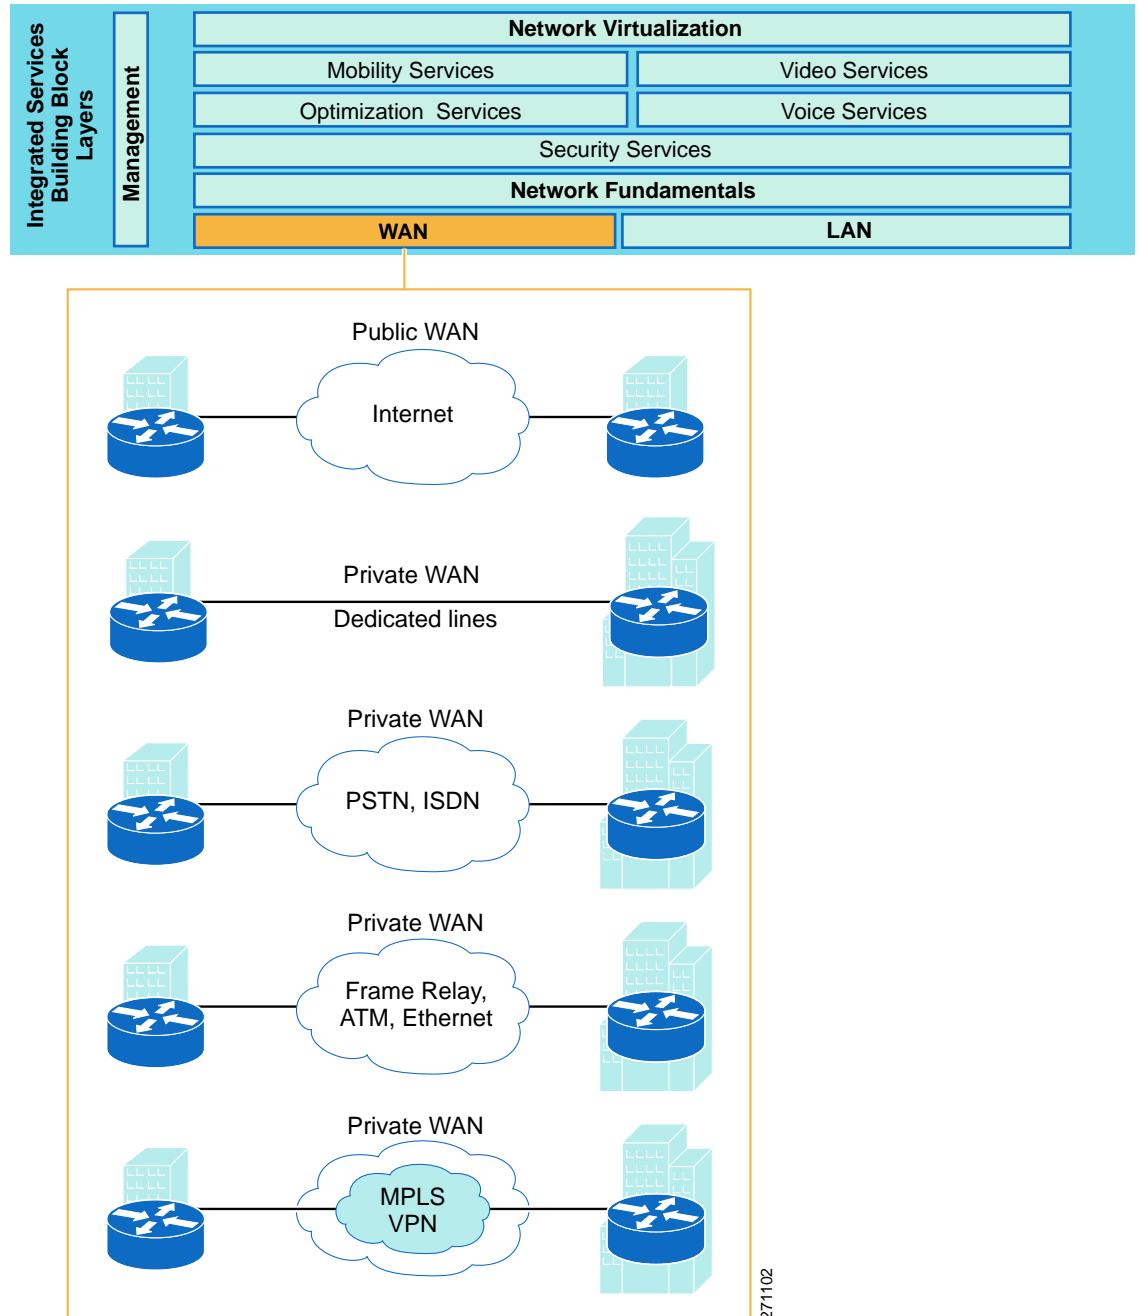 Integrated Services
Building Block
Layers
Management
Network Virtualization
Mobility Services
Video Services
Optimization Services
Voice Services
Security Services
Network Fundamentals
WAN
LAN
Public WAN
Internet
Private WAN
Dedicated lines
Private WAN
PSTN, ISDN
Private WAN
Frame Relay,
ATM, Ethernet
Private WAN
MPLS
VPN
271102